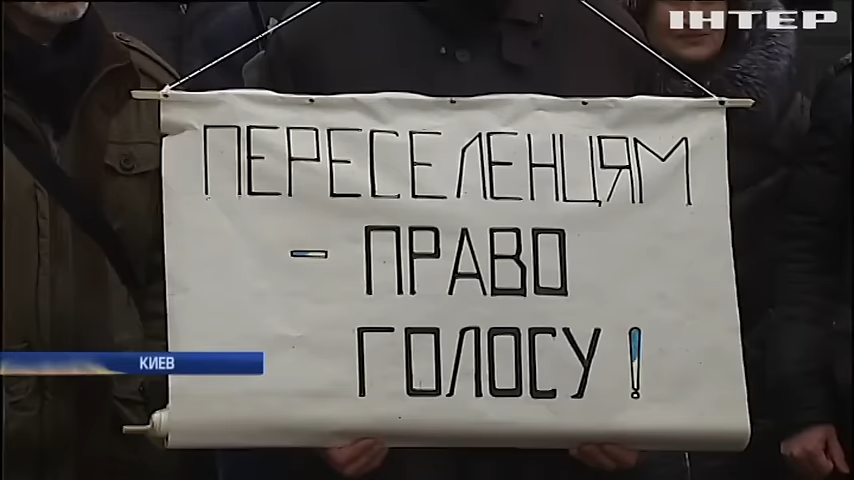 ІНТЕР
ПЕРЕСЕЛЕНЦЯМ
- ПРАВО
ГОЛОСУ!
КИЕВ